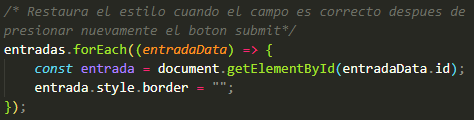 /* Restaura el estilo cuando el campo es correcto despues de
presionar nuevamente el boton submit*/
entradas.forEach((entradaData) => {
    const entrada = document.getElementById(entradaData.id);
    entrada.style.border = "";
});